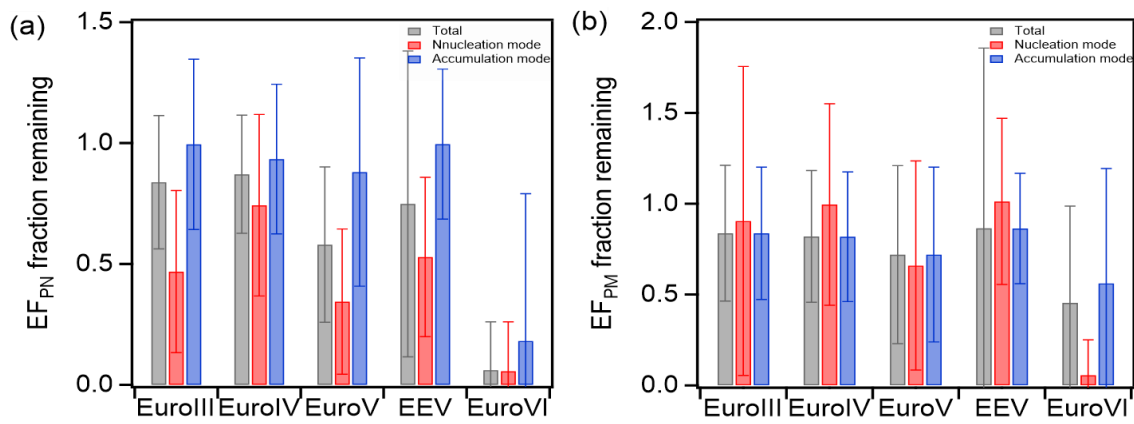 (a)
EF_PN fraction remaining
1.5
1.0
0.5
0.0
Total
Nnucleation mode
Accumulation mode
EuroIII EuroIV EuroV EEV EuroVI
(b)
EF_PM fraction remaining
2.0
1.5
1.0
0.5
0.0
Total
Nucleation mode
Accumulation mode
EuroIII EuroIV EuroV EEV EuroVI